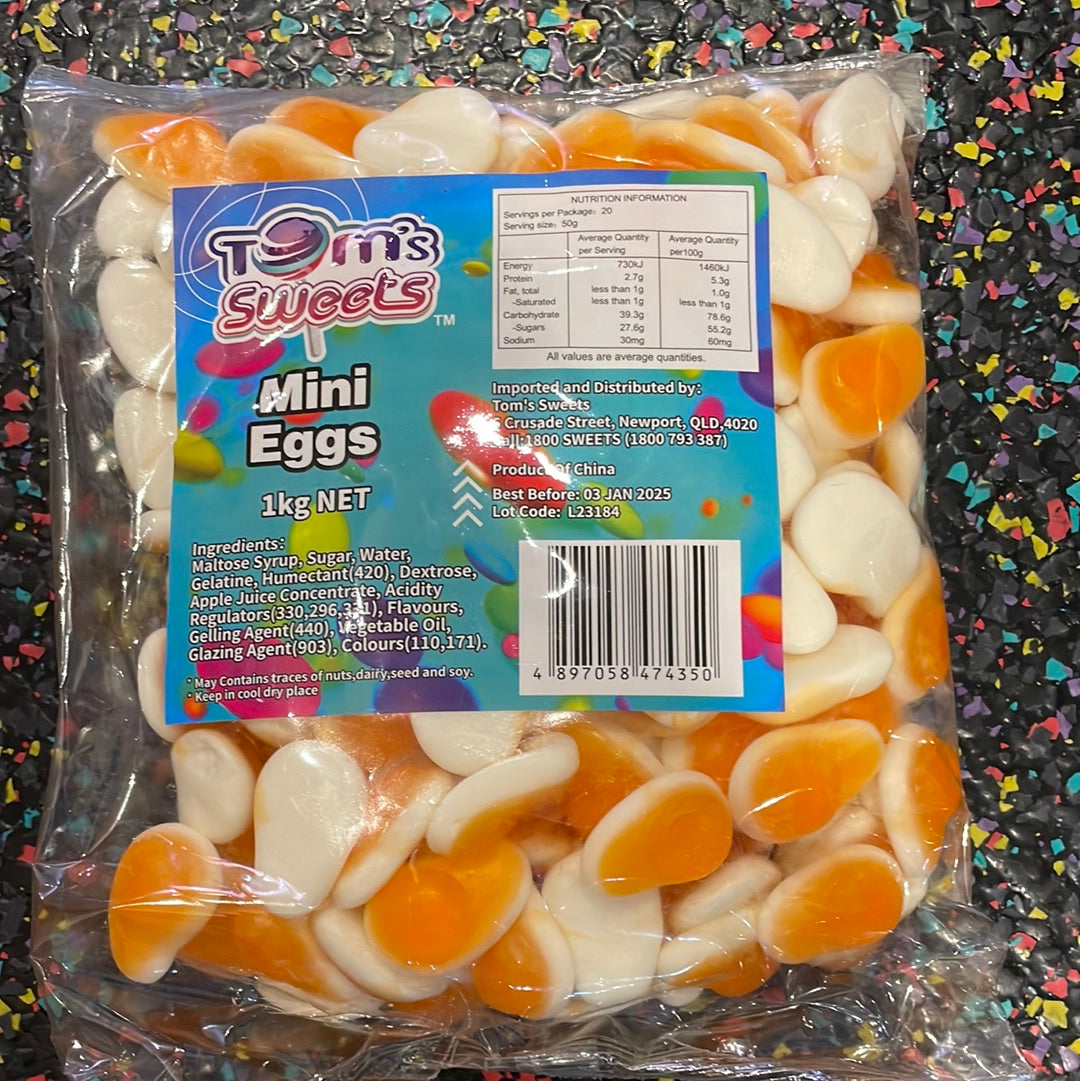 Tom's
Sweets
TM
Mini
Eggs
1kg NET
Ingredients:
Maltose Syrup, Sugar, Water,
Gelatine, Humectant(420), Dextrose,
Apple Juice Concentrate, Acidity
Regulators(330,296,331), Flavours,
Gelling Agent(440), Vegetable Oil,
Glazing Agent(903), Colours(110,171).
* May Contains traces of nuts,dairy,seed and soy.
* Keep in cool dry place
NUTRITION INFORMATION
Servings per Package: 20
Serving size: 50g
Average Quantity per Serving Average Quantity per100g
Energy 730kJ 1460kJ
Protein 2.7g 5.3g
Fat, total less than 1g 1.0g
-Saturated less than 1g less than 1g
Carbohydrate 39.3g 78.6g
-Sugars 27.6g 55.2g
Sodium 30mg 60mg
All values are average quantities.
Imported and Distributed by:
Tom's Sweets
Crusade Street, Newport, QLD,4020
Call:1800 SWEETS (1800 793 387)
Product Of China
Best Before: 03 JAN 2025
Lot Code: L23184
4 897058 474350